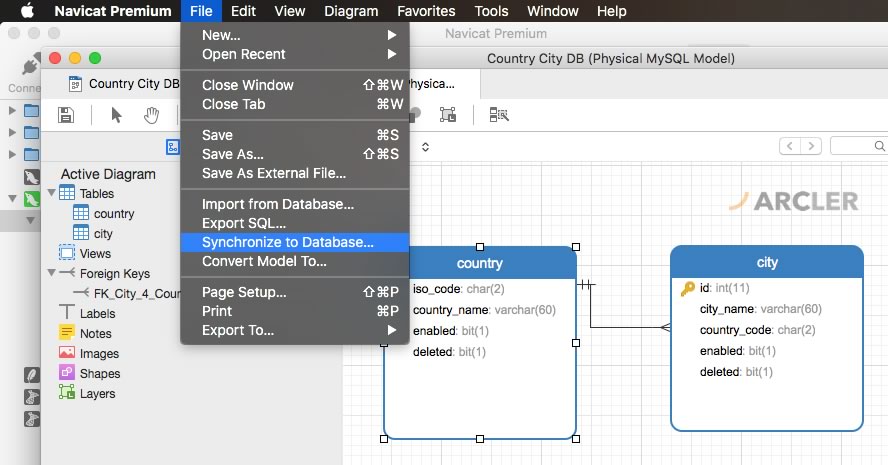 Navicat Premium File Edit View Diagram Favorites Tools Window Help
Navicat Premium
Country City DB (Physical MySQL Model)
Conne
Country City DB
Physica...
New...
Open Recent
Close Window ⇧⌘W
Close Tab ⌘W
Save ⌘S
Save As... ⇧⌘S
Save As External File...
Import from Database...
Export SQL...
Synchronize to Database...
Convert Model To...
Page Setup... ⇧⌘P
Print ⌘P
Export To...
Active Diagram
Tables
country
city
Views
Foreign Keys
FK_City_4_Cour
Labels
Notes
Images
Shapes
Layers
ARCLER
country
iso_code: char(2)
country_name: varchar(60)
enabled: bit(1)
deleted: bit(1)
city
id: int(11)
city_name: varchar(60)
country_code: char(2)
enabled: bit(1)
deleted: bit(1)